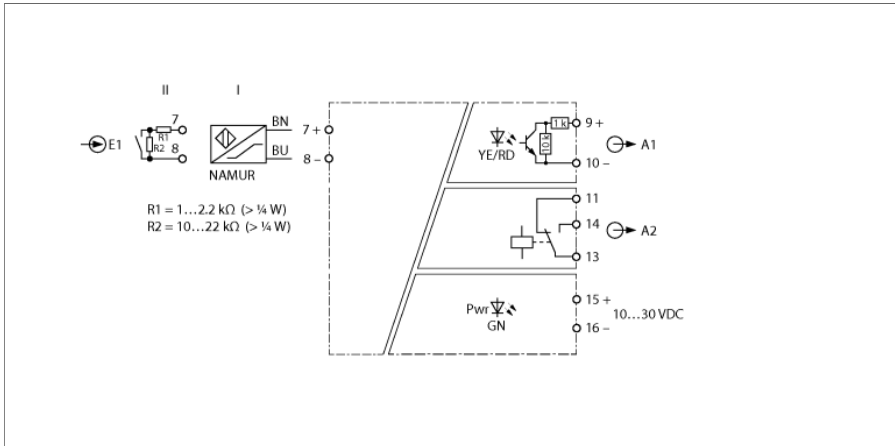 II
I
E1
7
8
R1
R2
BN
BU
NAMUR
7 +
8 –
R1 = 1…2.2 kΩ (> ¼ W)
R2 = 10…22 kΩ (> ¼ W)
YE/RD
1 k
10 k
9 +
10 –
A1
11
14
13
A2
Pwr
GN
15 +
16 –
10…30 VDC